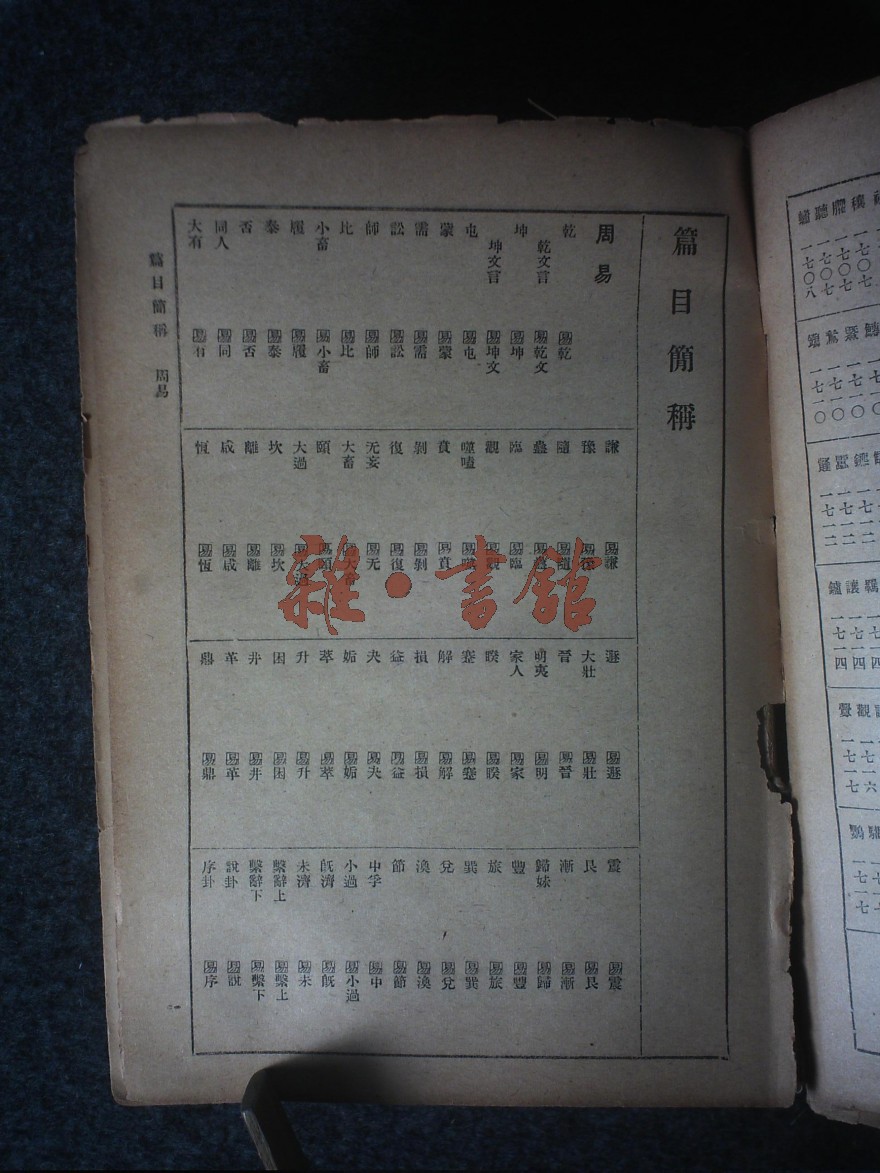 篇目簡稱
周易
乾 易乾
乾文言 易乾文
坤 易坤
坤文言 易坤文
屯 易屯
蒙 易蒙
需 易需
訟 易訟
師 易師
比 易比
小畜 易小畜
履 易履
泰 易泰
否 易否
同人 易同
大有 易有
謙 易謙
豫 易豫
隨 易隨
蠱 易蠱
臨 易臨
觀 易觀
噬嗑 易噬
賁 易賁
剝 易剝
復 易復
无妄 易无
大畜 易大畜
頤 易頤
大過 易大過
坎 易坎
離 易離
咸 易咸
恆 易恆
遯 易遯
大壯 易壯
晉 易晉
明夷 易明
家人 易家
睽 易睽
蹇 易蹇
解 易解
損 易損
益 易益
夬 易夬
姤 易姤
萃 易萃
升 易升
困 易困
井 易井
革 易革
鼎 易鼎
震 易震
艮 易艮
漸 易漸
歸妹 易歸
豐 易豐
旅 易旅
巽 易巽
兌 易兌
渙 易渙
節 易節
中孚 易中
小過 易小過
既濟 易既
未濟 易未
繫辭上 易繫上
繫辭下 易繫下
說卦 易說
序卦 易序
篇目簡稱 周易
雜·書館